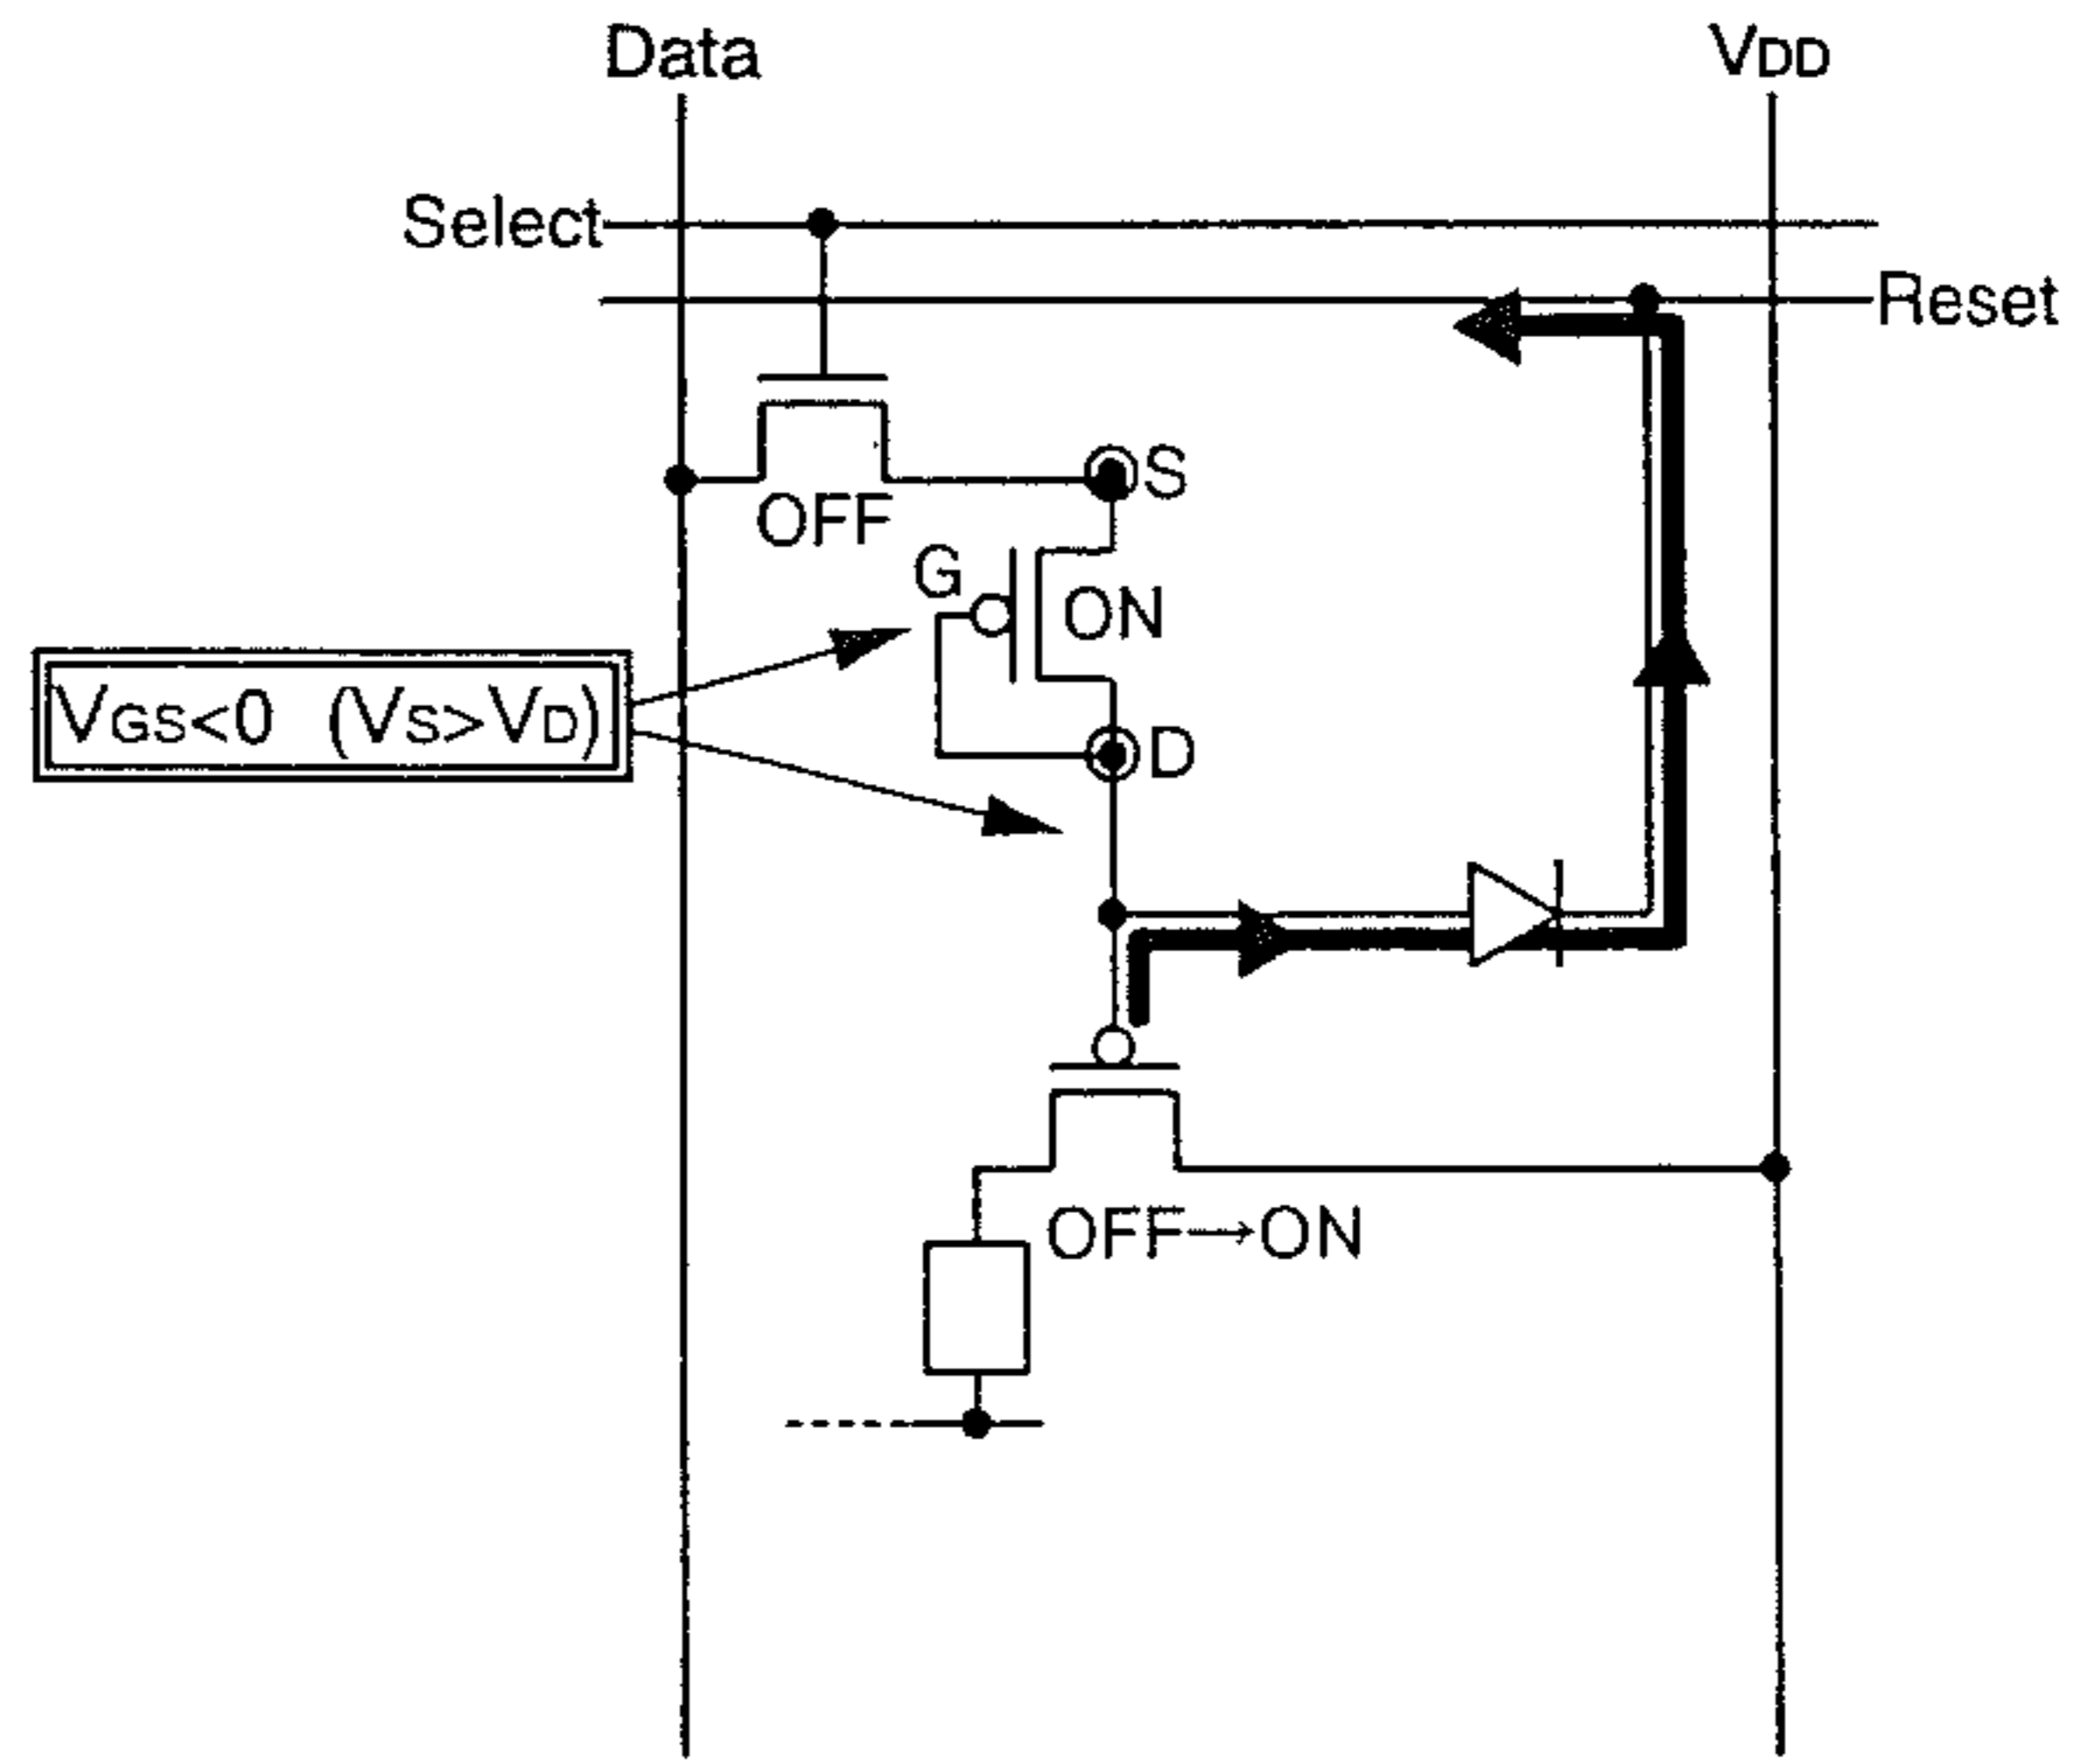 Data
VDD
Select
Reset
S
OFF
G
ON
VGS<0 (VS>VD)
D
OFF→ON